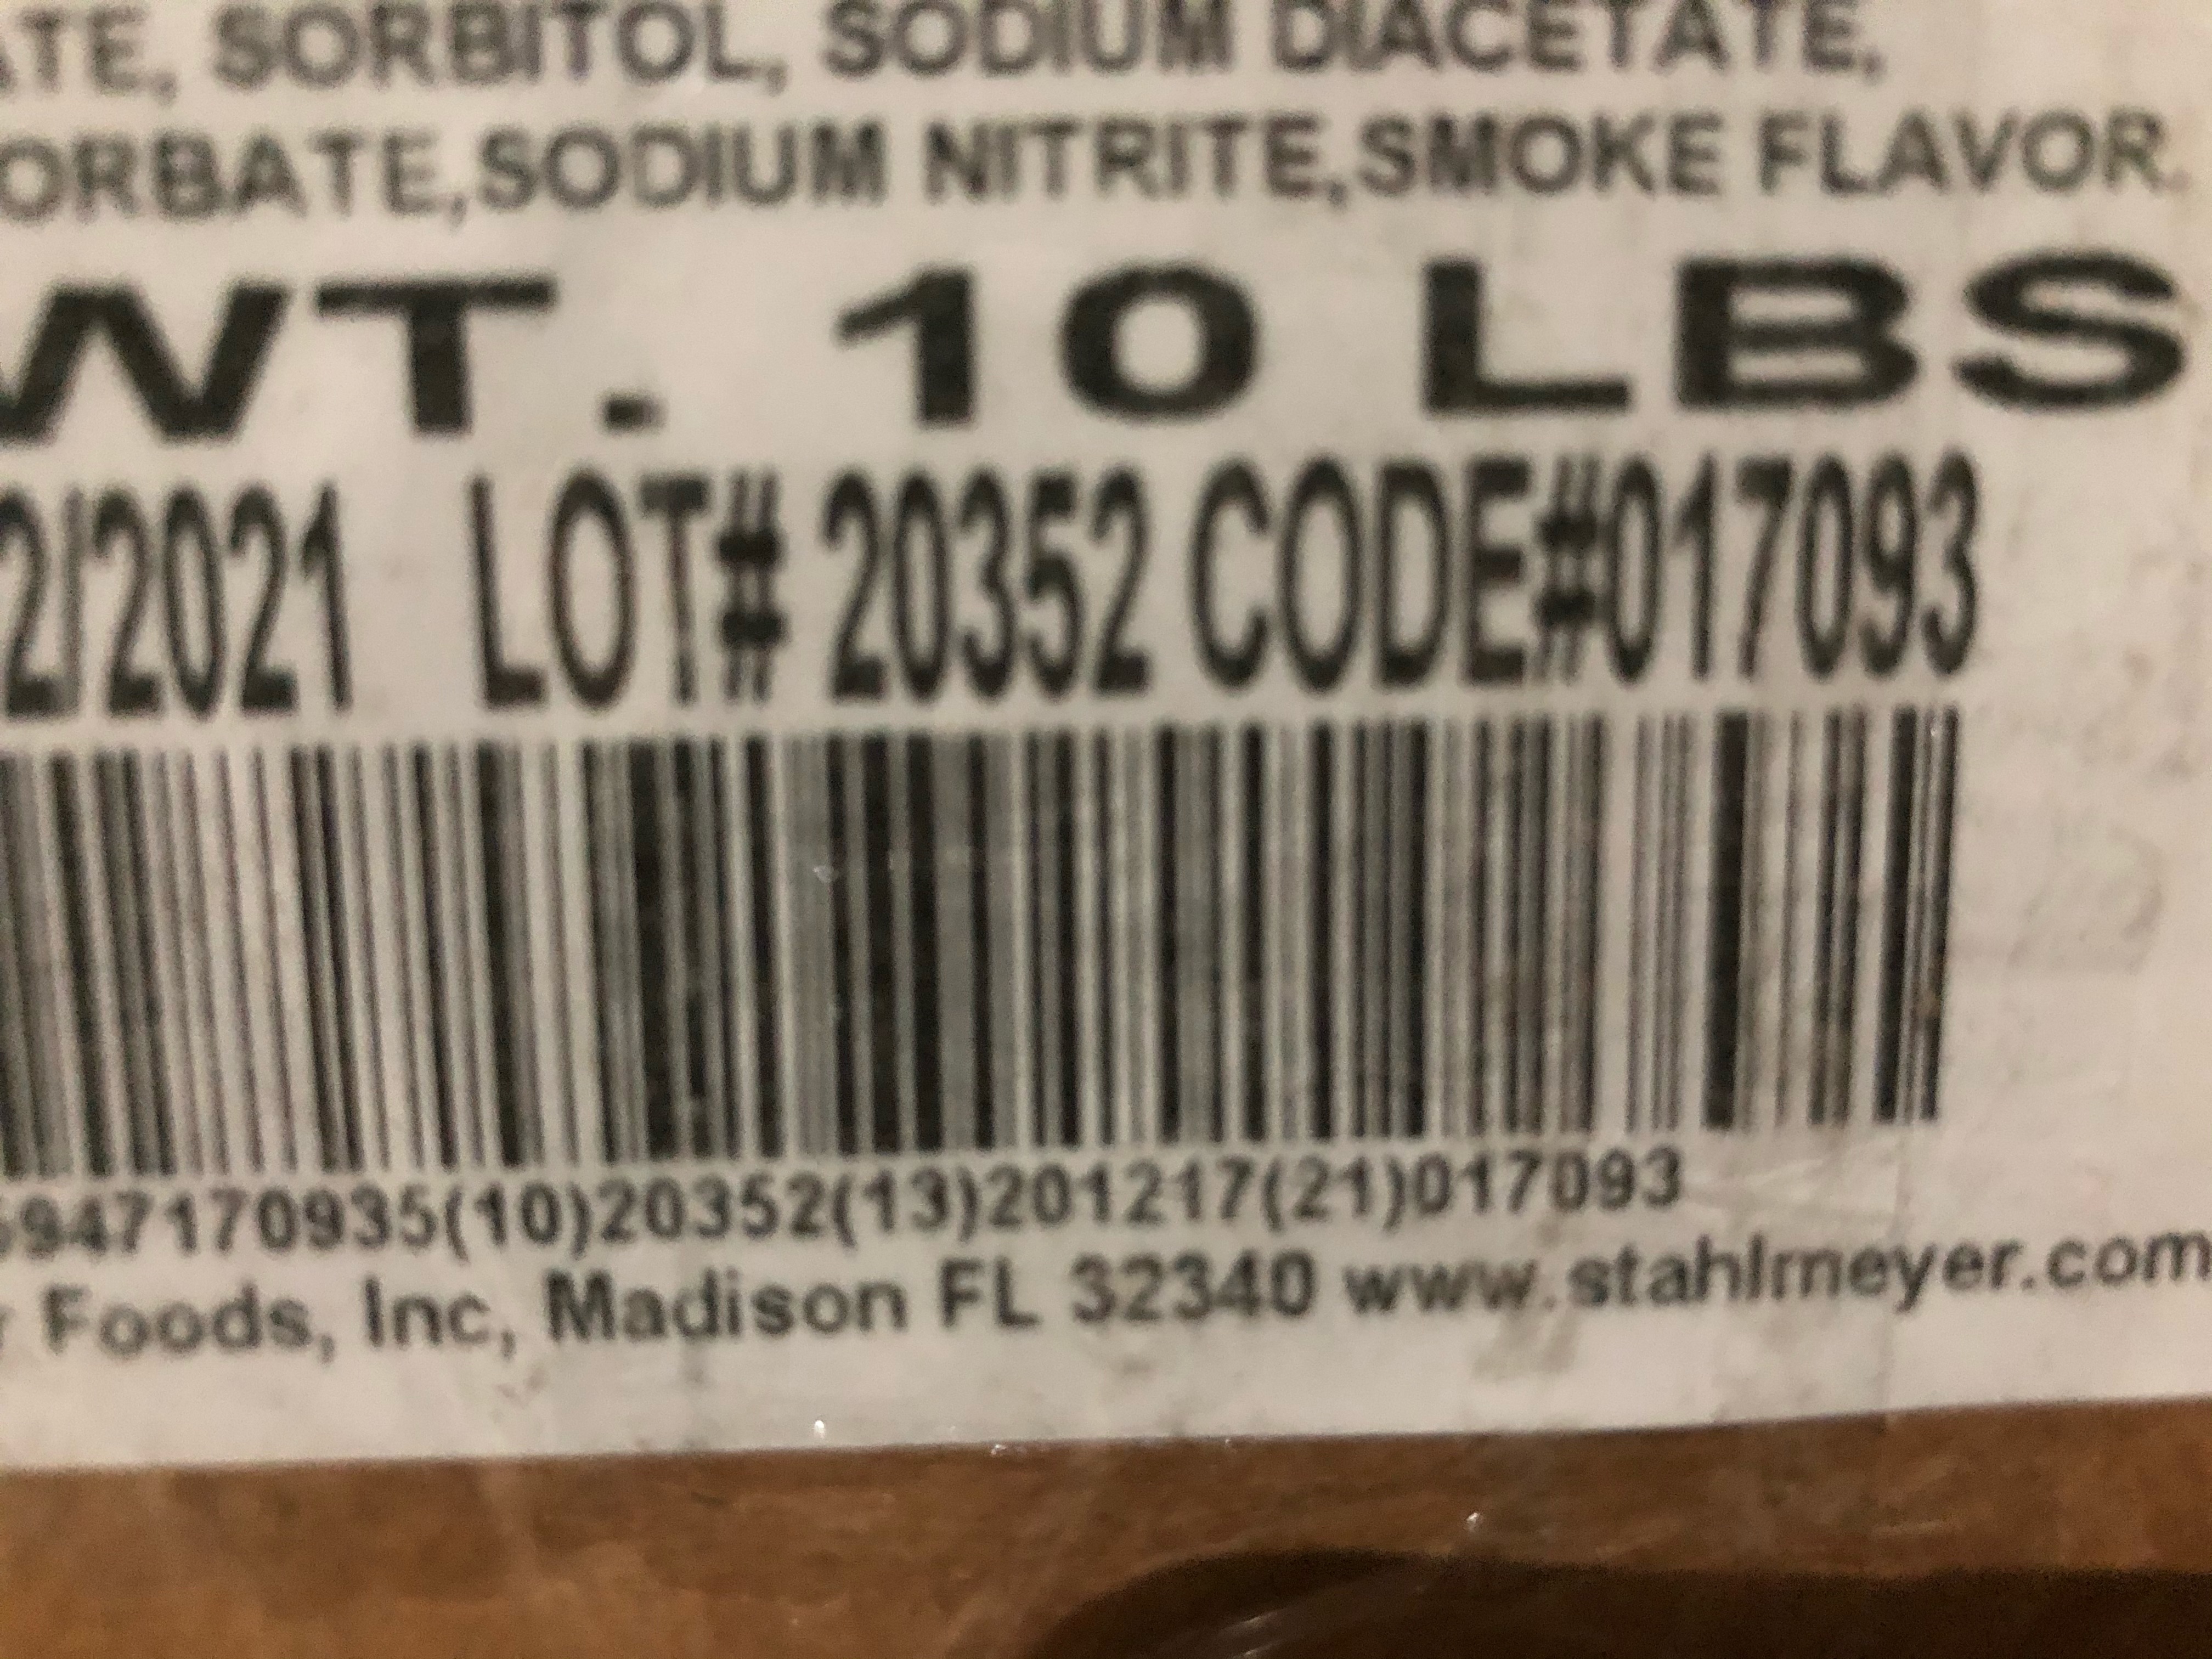 ATE, SORBITOL, SODIUM DIACETATE,
ORBATE,SODIUM NITRITE,SMOKE FLAVOR.
WT. 10 LBS
2/2021 LOT# 20352 CODE#017093
6947170935(10)20352(13)201217(21)017093
r Foods, Inc, Madison FL 32340 www.stahlmeyer.com